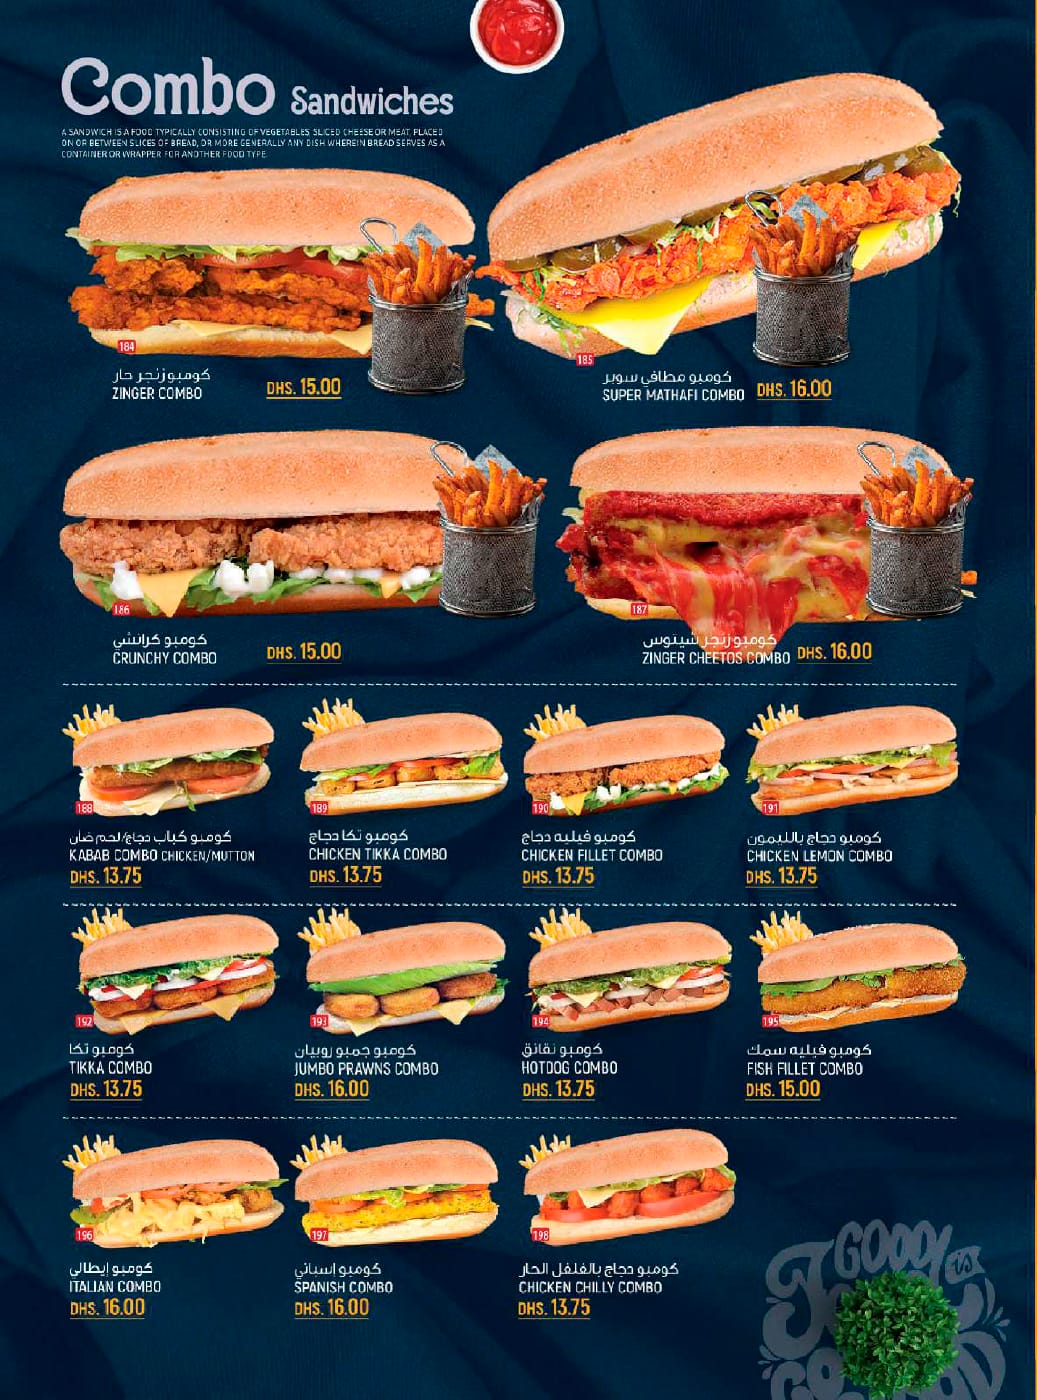 Combo Sandwiches
A SANDWICH IS A FOOD TYPICALLY CONSISTING OF VEGETABLES, SLICED CHEESE OR MEAT, PLACED
ON OR BETWEEN SLICES OF BREAD, OR MORE GENERALLY ANY DISH WHEREIN BREAD SERVES AS A
CONTAINER OR WRAPPER FOR ANOTHER FOOD TYPE.
184
كومبو زنجر حار
ZINGER COMBO
DHS. 15.00
185
كومبو مطافي سوبر
SUPER MATHAFI COMBO
DHS. 16.00
186
كومبو كرانشي
CRUNCHY COMBO
DHS. 15.00
187
كومبو زنجر شيتوس
ZINGER CHEETOS COMBO
DHS. 16.00
188
كومبو كباب دجاج/لحم ضأن
KABAB COMBO CHICKEN/MUTTON
DHS. 13.75
189
كومبو تكا دجاج
CHICKEN TIKKA COMBO
DHS. 13.75
190
كومبو فيليه دجاج
CHICKEN FILLET COMBO
DHS. 13.75
191
كومبو دجاج بالليمون
CHICKEN LEMON COMBO
DHS. 13.75
192
كومبو تكا
TIKKA COMBO
DHS. 13.75
193
كومبو جمبو روبيان
JUMBO PRAWNS COMBO
DHS. 16.00
194
كومبو نقانق
HOTDOG COMBO
DHS. 13.75
195
كومبو فيليه سمك
FISH FILLET COMBO
DHS. 15.00
196
كومبو إيطالي
ITALIAN COMBO
DHS. 16.00
197
كومبو إسباني
SPANISH COMBO
DHS. 16.00
198
كومبو دجاج بالفلفل الحار
CHICKEN CHILLY COMBO
DHS. 13.75